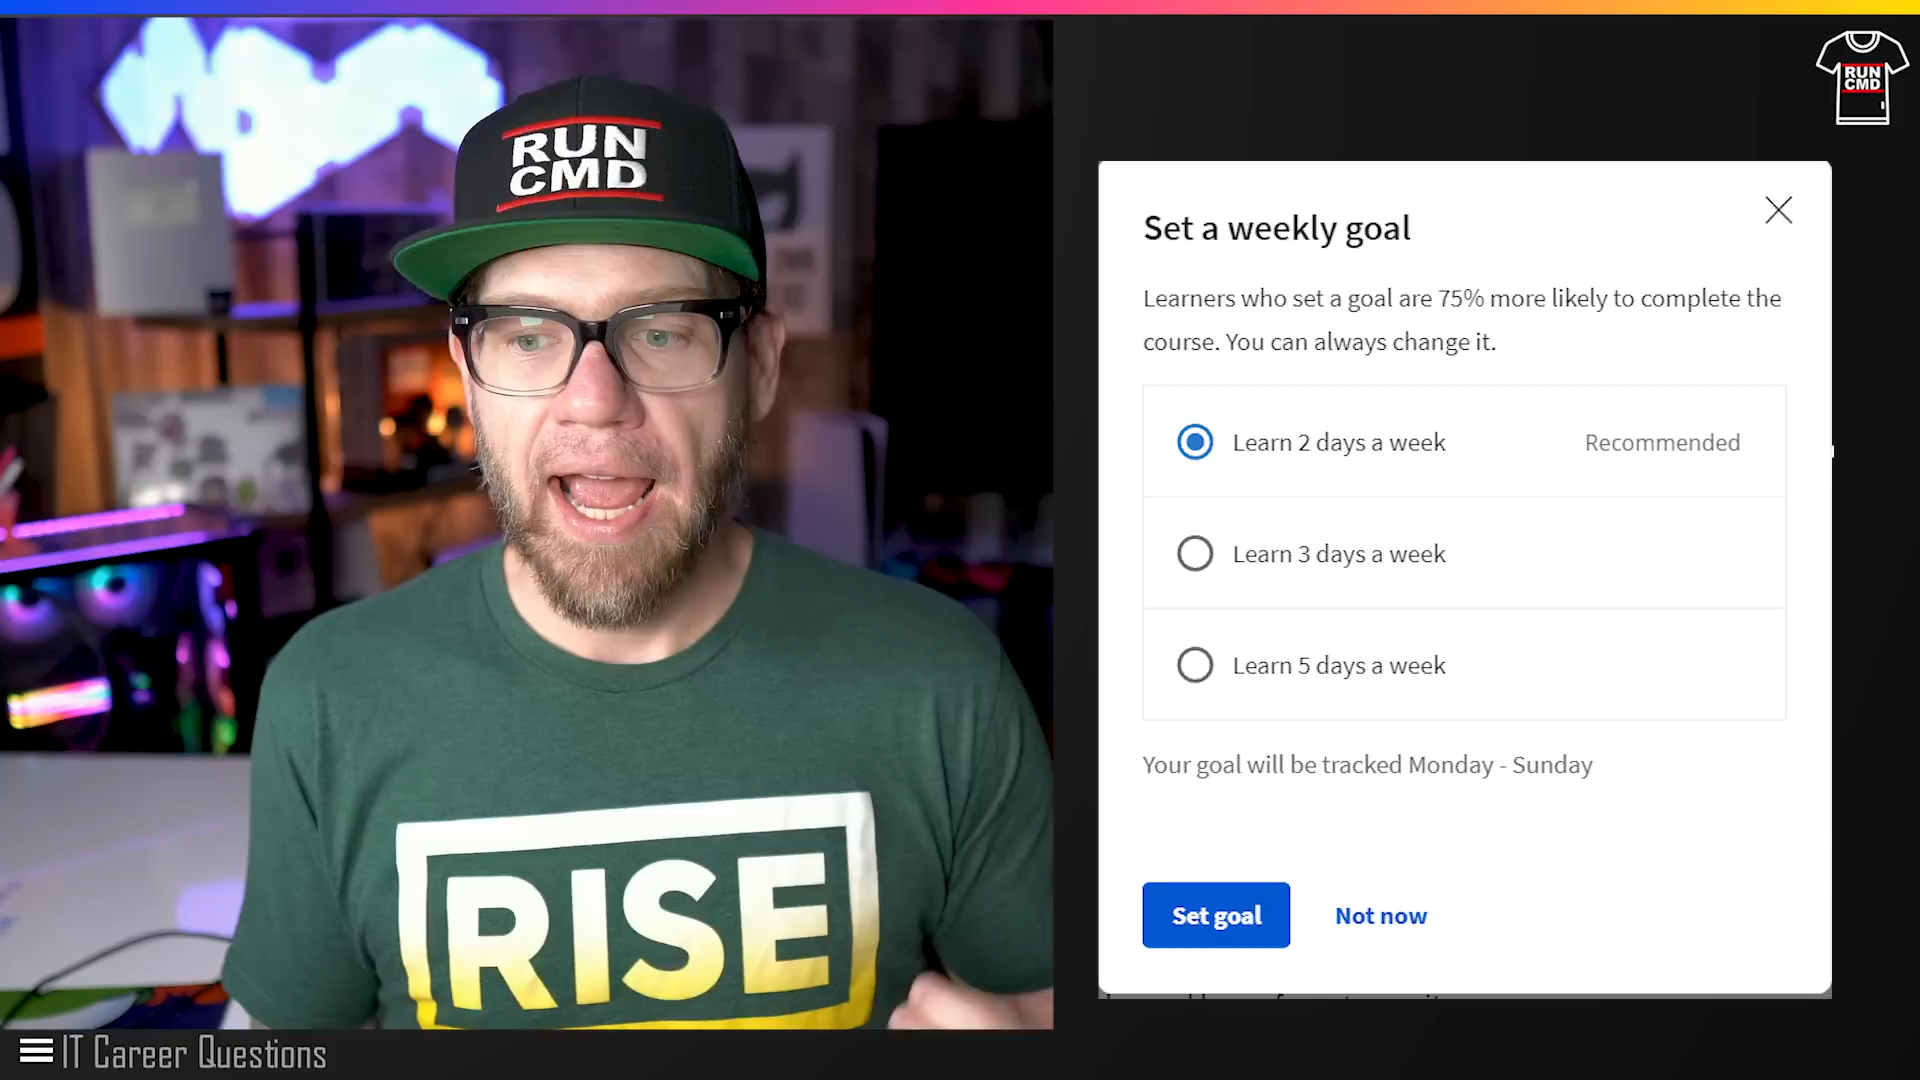 RUN
CMD
RISE
RUN
CMD
Set a weekly goal
Learners who set a goal are 75% more likely to complete the
course. You can always change it.
Learn 2 days a week
Recommended
Learn 3 days a week
Learn 5 days a week
Your goal will be tracked Monday - Sunday
Set goal
Not now
IT Career Questions